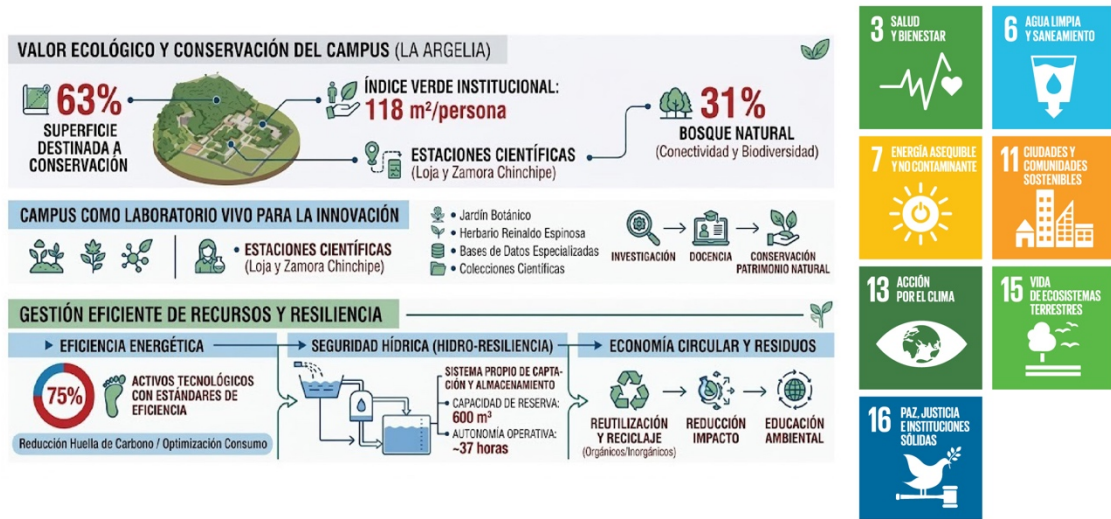 VALOR ECOLÓGICO Y CONSERVACIÓN DEL CAMPUS (LA ARGELIA)
63%
SUPERFICIE
DESTINADA A
CONSERVACIÓN
ÍNDICE VERDE INSTITUCIONAL:
118 m²/persona
ESTACIONES CIENTÍFICAS
(Loja y Zamora Chinchipe)
31%
BOSQUE NATURAL
(Conectividad y Biodiversidad)
CAMPUS COMO LABORATORIO VIVO PARA LA INNOVACIÓN
• ESTACIONES CIENTÍFICAS
(Loja y Zamora Chinchipe)
• Jardín Botánico
• Herbario Reinaldo Espinosa
• Bases de Datos Especializadas
• Colecciones Científicas
INVESTIGACIÓN
DOCENCIA
CONSERVACIÓN
PATRIMONIO NATURAL
GESTIÓN EFICIENTE DE RECURSOS Y RESILIENCIA
EFICIENCIA ENERGÉTICA
75%
ACTIVOS TECNOLÓGICOS
CON ESTÁNDARES DE
EFICIENCIA
Reducción Huella de Carbono / Optimización Consumo
SEGURIDAD HÍDRICA (HIDRO-RESILIENCIA)
SISTEMA PROPIO DE CAPTA-
CIÓN Y ALMACENAMIENTO
CAPACIDAD DE RESERVA:
600 m³
AUTONOMÍA OPERATIVA:
~37 horas
ECONOMÍA CIRCULAR Y RESIDUOS
REUTILIZACIÓN
Y RECICLAJE
(Orgánicos/Inorgánicos)
REDUCCIÓN
IMPACTO
EDUCACIÓN
AMBIENTAL
3 SALUD
Y BIENESTAR
6 AGUA LIMPIA
Y SANEAMIENTO
7 ENERGÍA ASEQUIBLE
Y NO CONTAMINANTE
11 CIUDADES Y
COMUNIDADES
SOSTENIBLES
13 ACCIÓN
POR EL CLIMA
15 VIDA
DE ECOSISTEMAS
TERRESTRES
16 PAZ, JUSTICIA
E INSTITUCIONES
SÓLIDAS